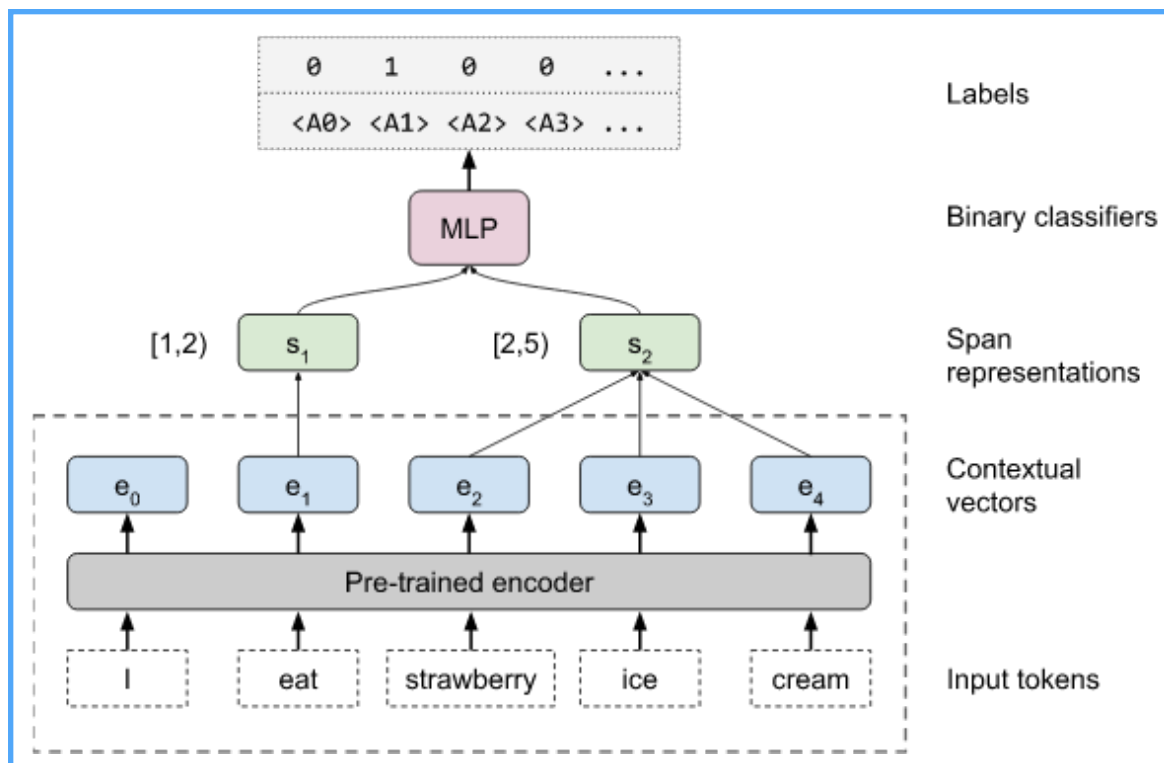 0 1 0 0 ...
Labels
<A0> <A1> <A2> <A3> ...
MLP
Binary classifiers
[1,2) s1 [2,5) s2
Span
representations
e0 e1 e2 e3 e4
Contextual
vectors
Pre-trained encoder
I eat strawberry ice cream
Input tokens